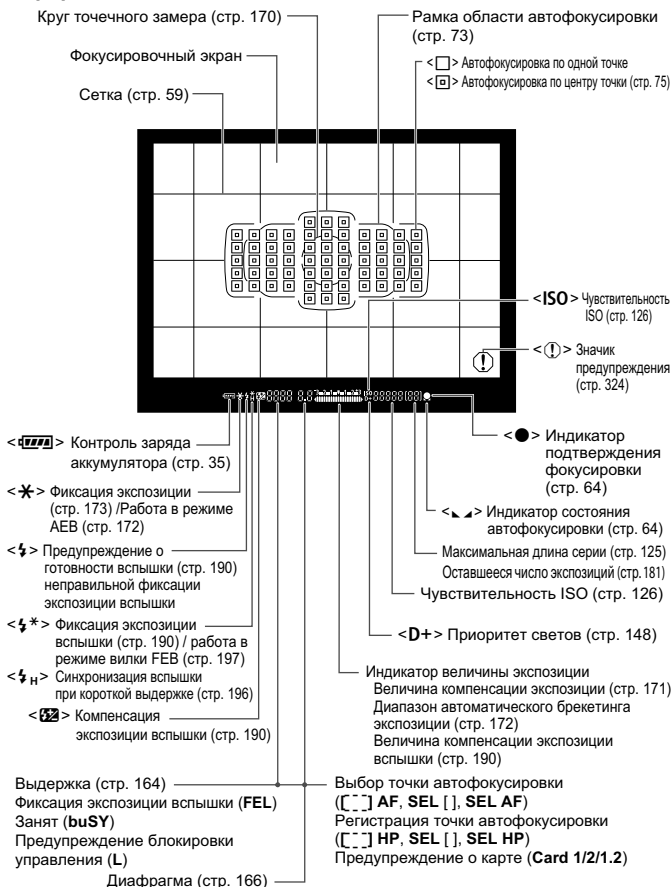 Круг точечного замера (стр. 170)
Рамка области автофокусировки
(стр. 73)
Фокусировочный экран
<□> Автофокусировка по одной точке
<▣> Автофокусировка по центру точки (стр. 75)
Сетка (стр. 59)
<ISO> Чувствительность
ISO (стр. 126)
<!> Значик
предупреждения
(стр. 324)
<●> Индикатор
подтверждения
фокусировки
(стр. 64)
<◣ ◢> Индикатор состояния
автофокусировки (стр. 64)
Максимальная длина серии (стр. 125)
Оставшееся число экспозиций (стр. 181)
Чувствительность ISO (стр. 126)
<D+> Приоритет светов (стр. 148)
Контроль заряда
аккумулятора (стр. 35)
<✱> Фиксация экспозиции
(стр. 173) /Работа в режиме
AEB (стр. 172)
<⚡> Предупреждение о
готовности вспышки (стр. 190)
неправильной фиксации
экспозиции вспышки
<⚡*> Фиксация экспозиции
вспышки (стр. 190) / работа в
режиме вилки FEB (стр. 197)
<⚡H> Синхронизация вспышки
при короткой выдержке (стр. 196)
Компенсация
экспозиции вспышки (стр. 190)
Индикатор величины экспозиции
Величина компенсации экспозиции (стр. 171)
Диапазон автоматического брекетинга
экспозиции (стр. 172)
Величина компенсации экспозиции
вспышки (стр. 190)
Выдержка (стр. 164)
Фиксация экспозиции вспышки (FEL)
Занят (buSY)
Предупреждение блокировки
управления (L)
Диафрагма (стр. 166)
Выбор точки автофокусировки
([ ] AF, SEL [ ], SEL AF)
Регистрация точки автофокусировки
([ ] HP, SEL [ ], SEL HP)
Предупреждение о карте (Card 1/2/1.2)